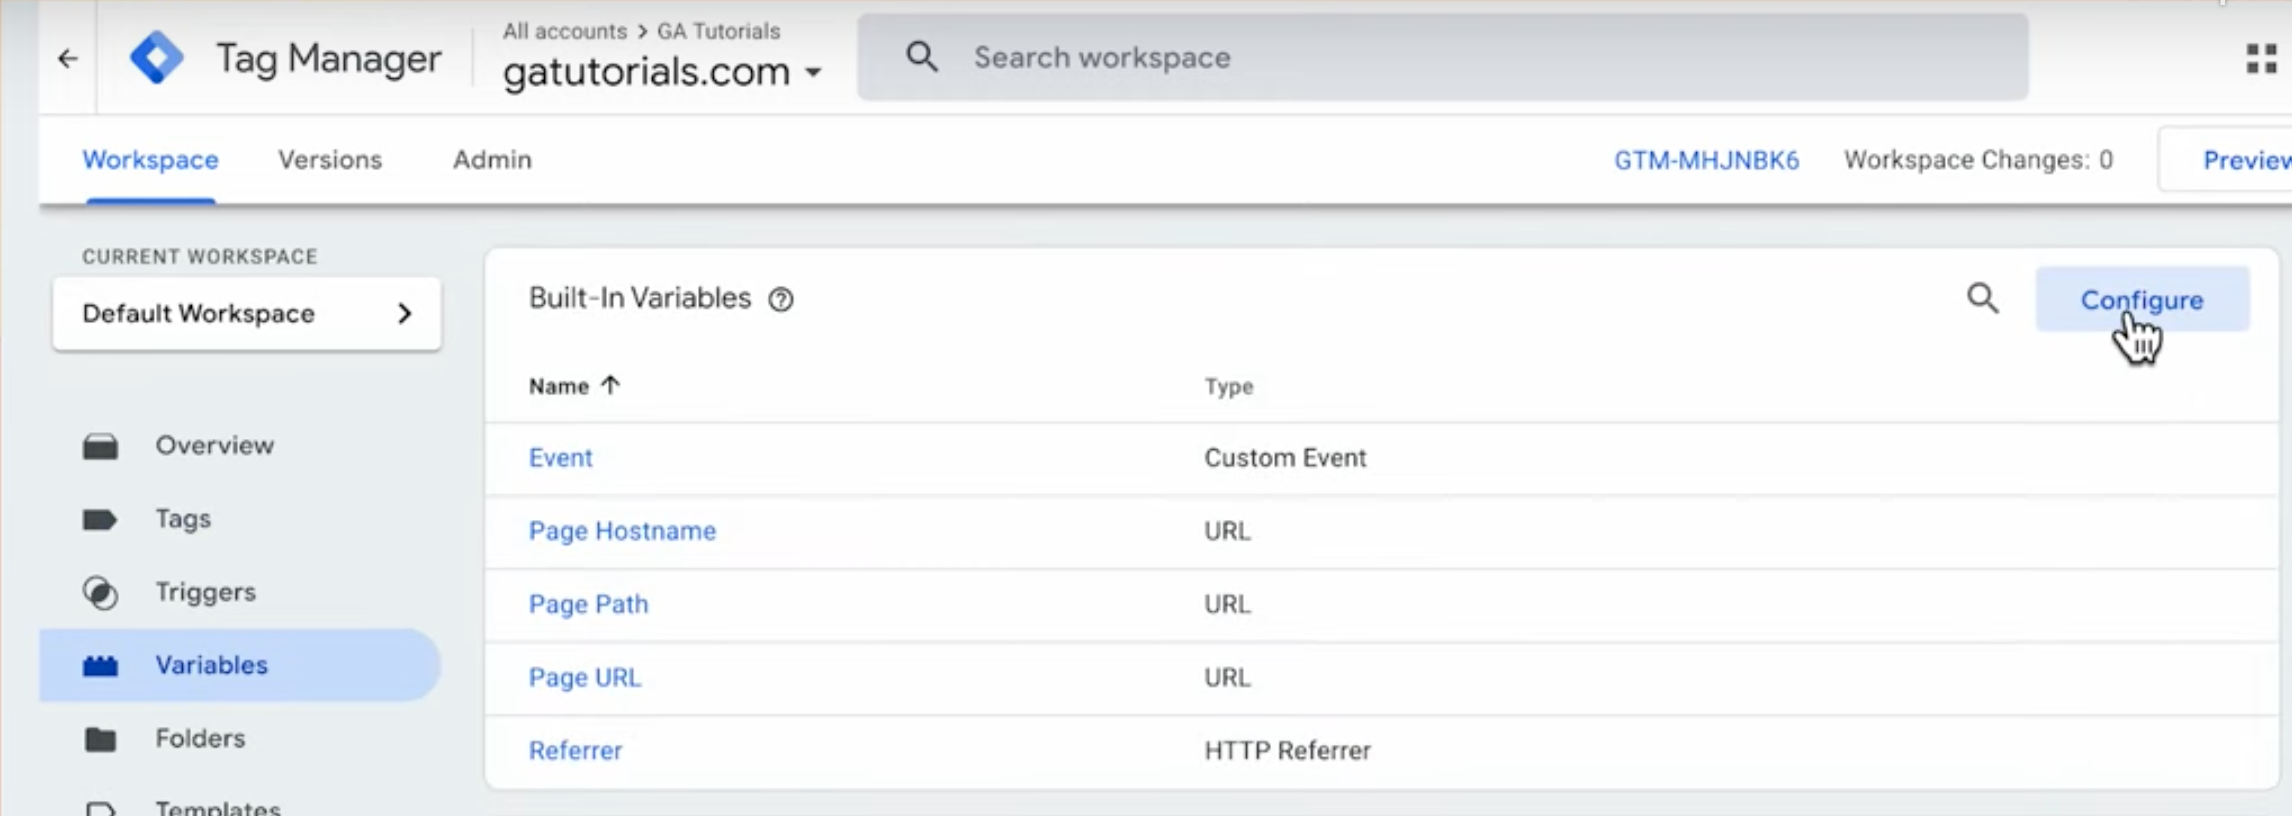 Tag Manager
All accounts > GA Tutorials
gatutorials.com
Search workspace
Workspace Versions Admin
GTM-MHJNBK6 Workspace Changes: 0 Preview
CURRENT WORKSPACE
Default Workspace
Overview
Tags
Triggers
Variables
Folders
Templates
Built-In Variables
Configure
Name Type
Event Custom Event
Page Hostname URL
Page Path URL
Page URL URL
Referrer HTTP Referrer